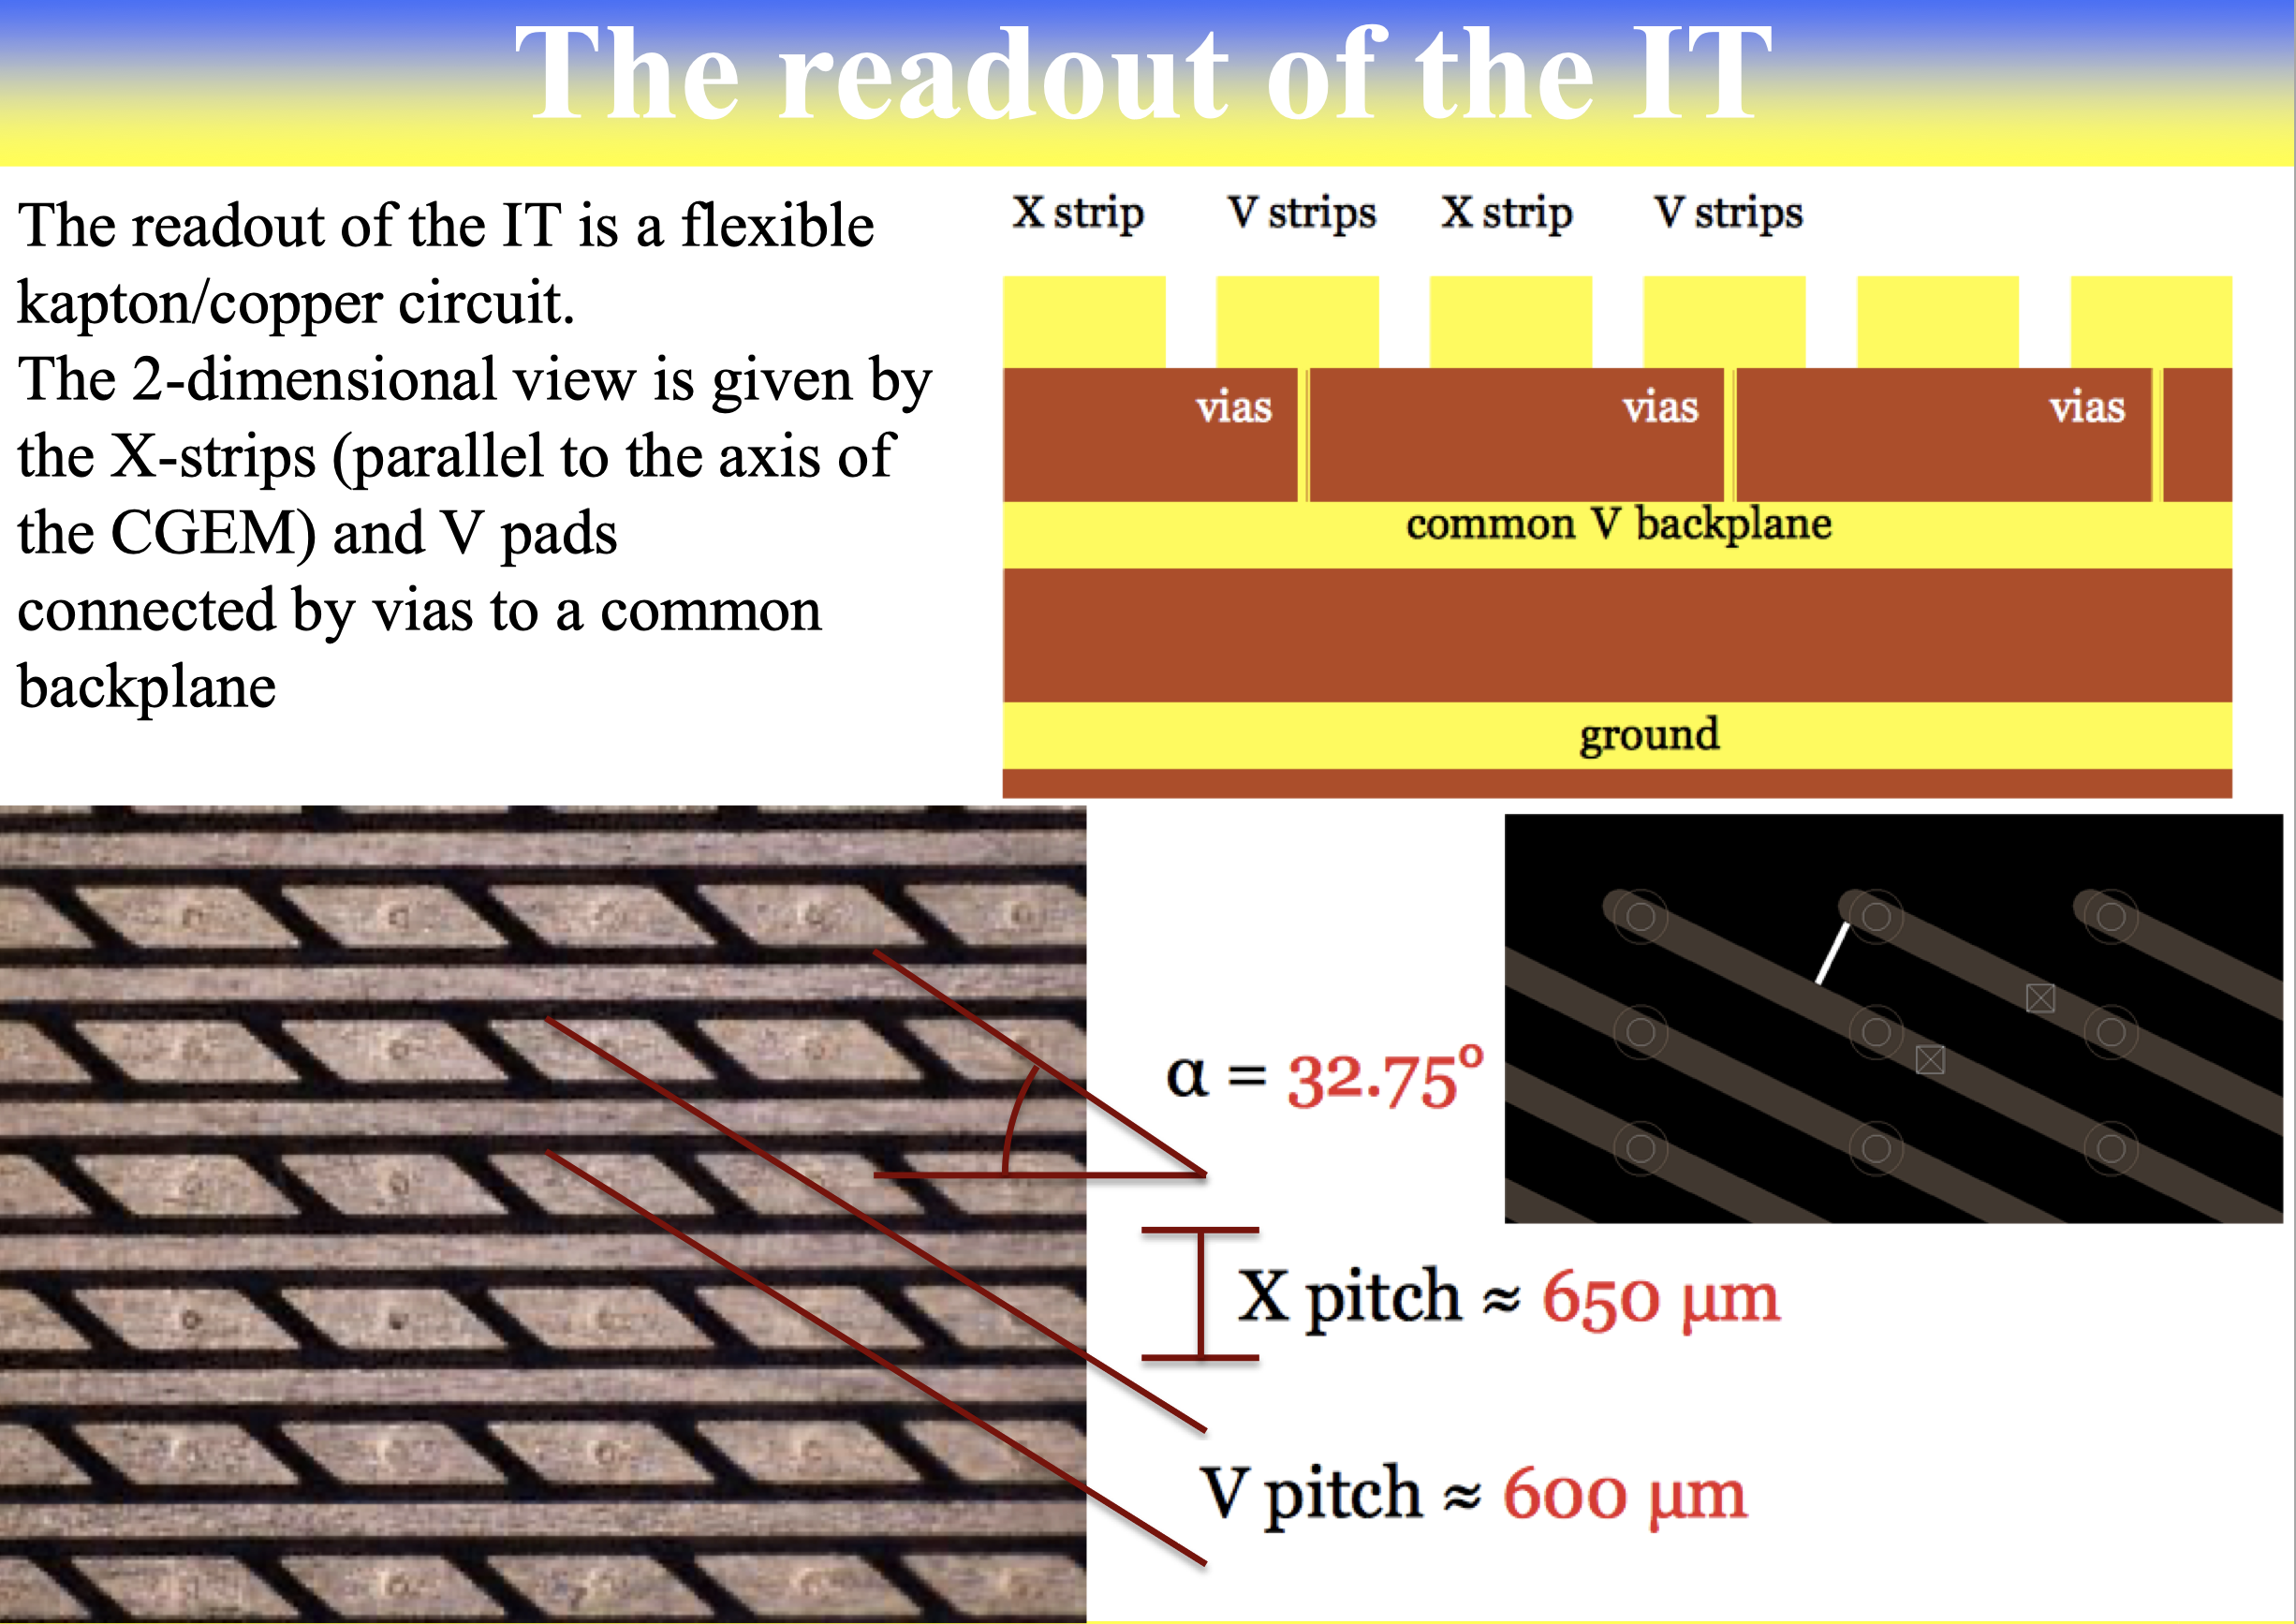 The readout of the IT
The readout of the IT is a flexible
kapton/copper circuit.
The 2-dimensional view is given by
the X-strips (parallel to the axis of
the CGEM) and V pads
connected by vias to a common
backplane
X strip V strips X strip V strips
vias vias vias
common V backplane
ground
α = 32.75º
X pitch ≈ 650 µm
V pitch ≈ 600 µm